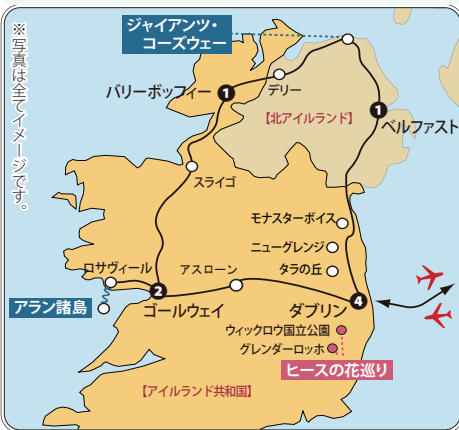 ジャイアンツ・
コーズウェー
※写真は全てイメージです。
バリーボッフィー
1
デリー
【北アイルランド】
1
ベルファスト
スライゴ
モナスターボイス
ニューグレンジ
タラの丘
ロサヴィール
アスローン
アラン諸島
2
ゴールウェイ
ダブリン
4
ウィックロウ国立公園
グレンダーロッホ
ヒースの花巡り
【アイルランド共和国】